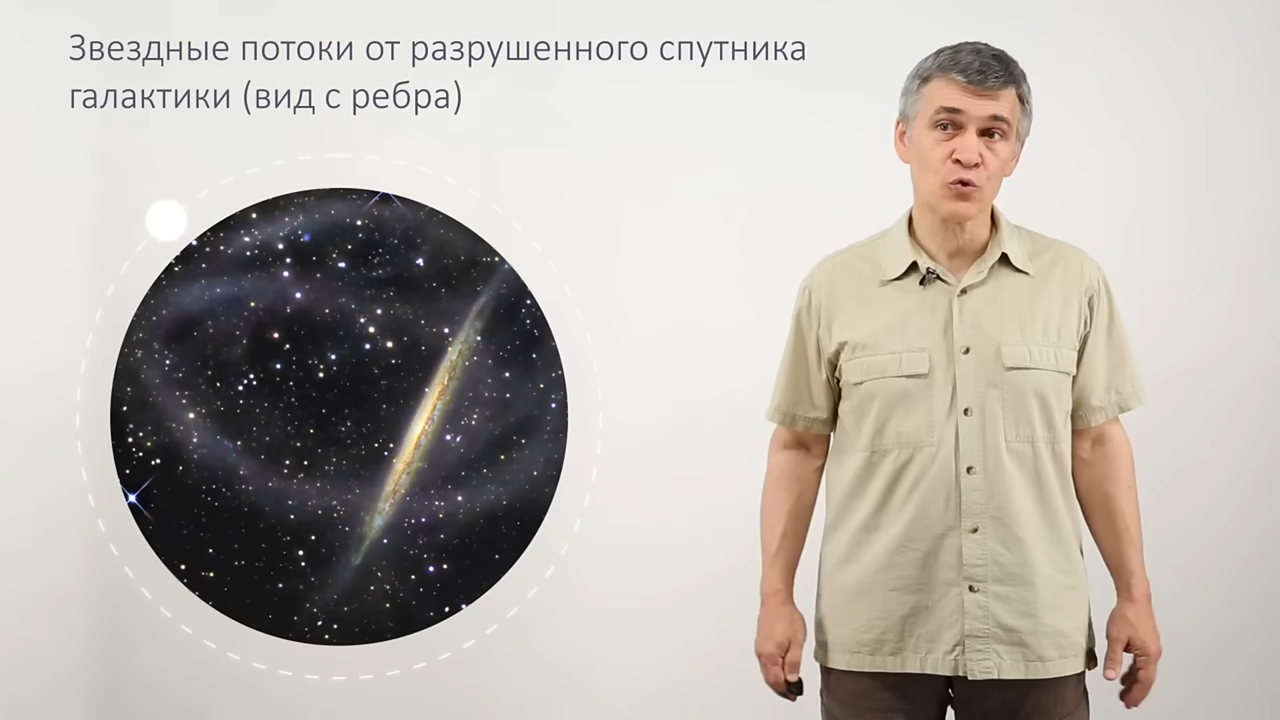 Звездные потоки от разрушенного спутника
галактики (вид с ребра)